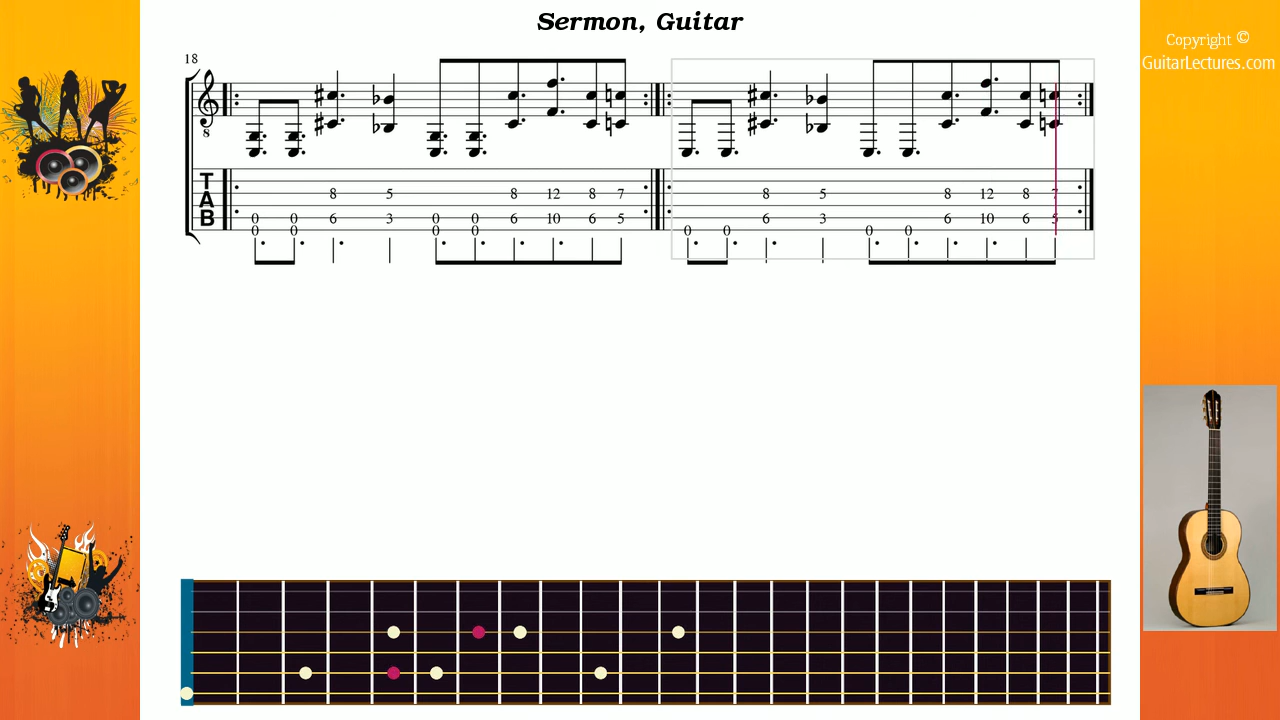 Sermon, Guitar
Copyright ©
GuitarLectures.com
18
8
T
A
B
8 5 8 12 8 7 8 5 8 12 8 7
0 0 6 3 0 0 6 10 6 5 6 3 6 10 6 5
0 0 0 0 0 0 0 0